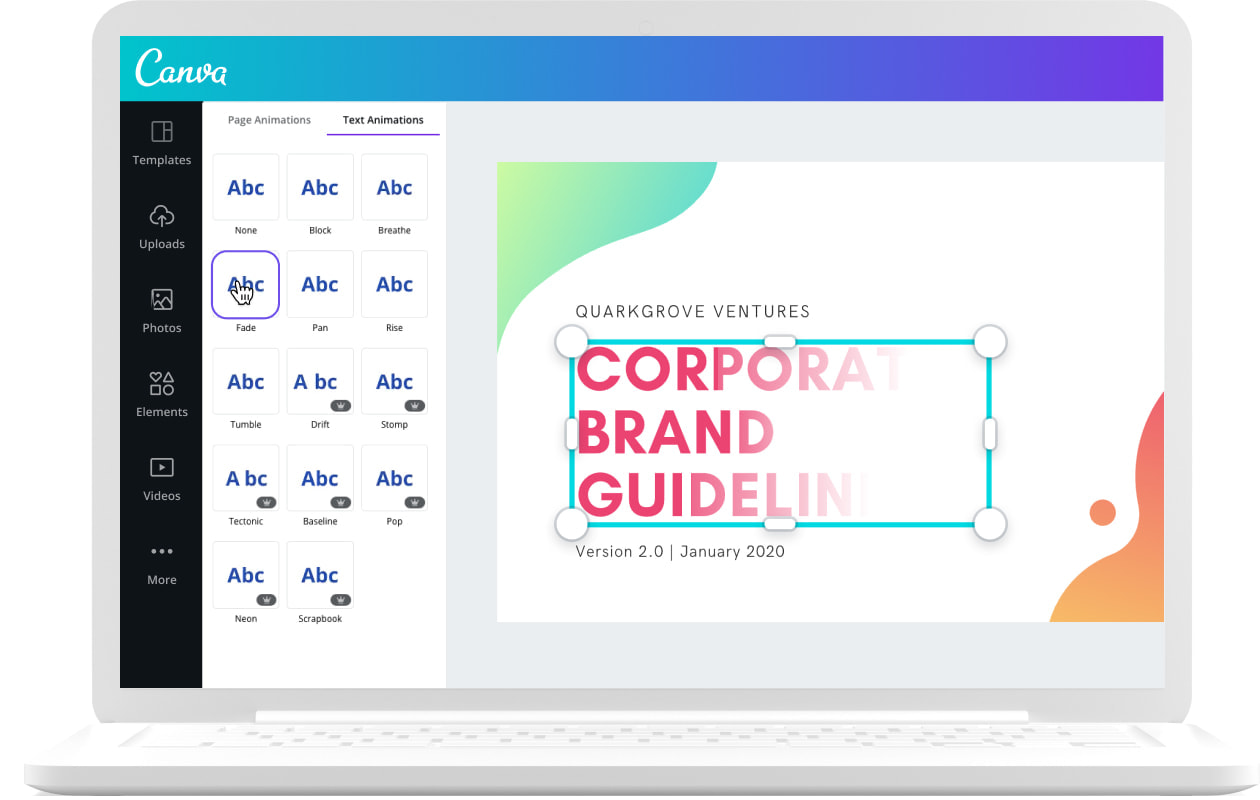 Canva
Templates
Uploads
Photos
Elements
Videos
More
Page Animations Text Animations
Abc Abc Abc
None Block Breathe
Abc Abc Abc
Fade Pan Rise
Abc A bc Abc
Tumble Drift Stomp
A bc Abc Abc
Tectonic Baseline Pop
Abc Abc
Neon Scrapbook
QUARKGROVE VENTURES
CORPORAT
BRAND
GUIDELIN
Version 2.0 | January 2020